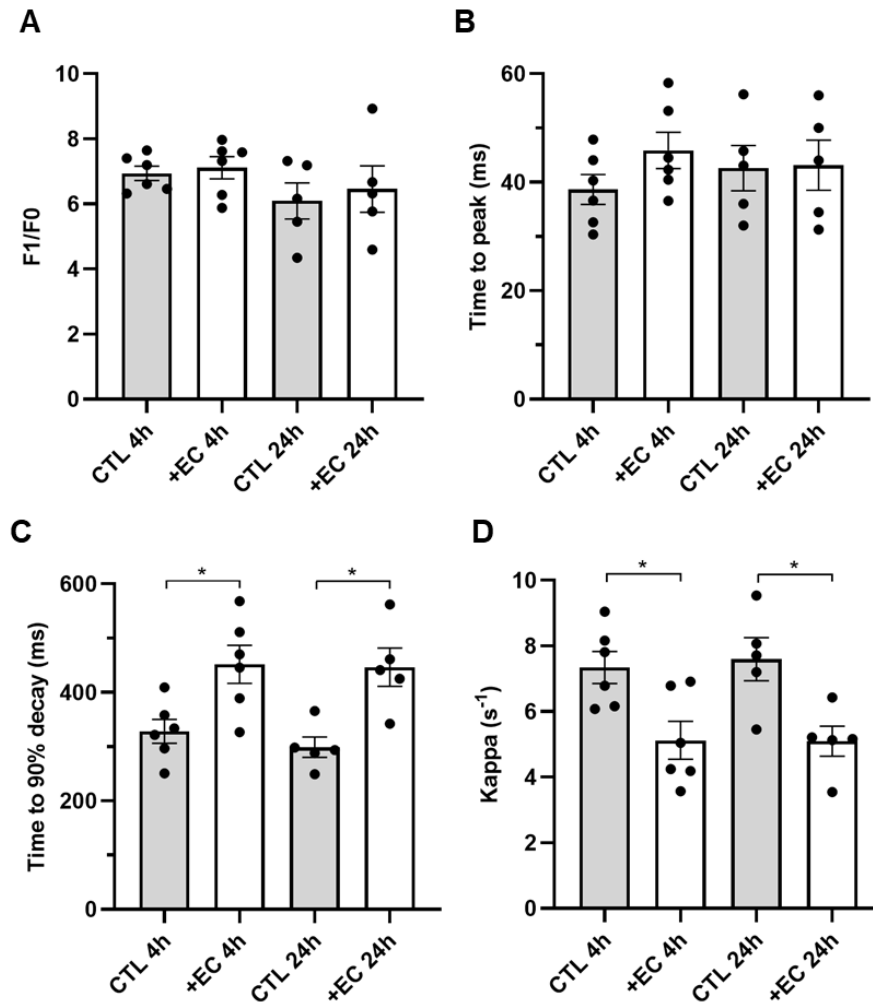 A
F1/F0
10
8
6
4
2
0
CTL 4h
+EC 4h
CTL 24h
+EC 24h
B
Time to peak (ms)
60
40
20
0
CTL 4h
+EC 4h
CTL 24h
+EC 24h
C
Time to 90% decay (ms)
600
400
200
0
*
*
CTL 4h
+EC 4h
CTL 24h
+EC 24h
D
Kappa (s⁻¹)
10
8
6
4
2
0
*
*
CTL 4h
+EC 4h
CTL 24h
+EC 24h